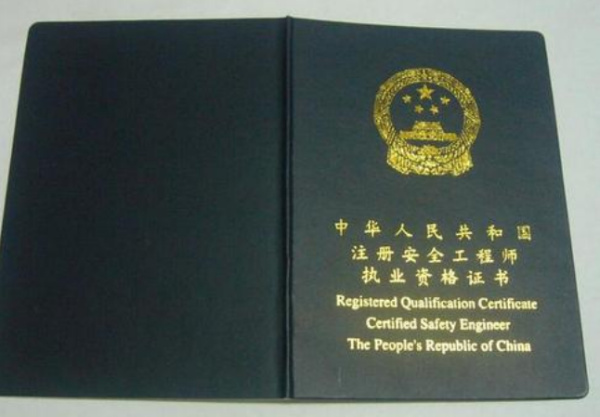 中华人民共和国
注册安全工程师
执业资格证书
Registered Qualification Certificate
Certified Safety Engineer
The People's Republic of China